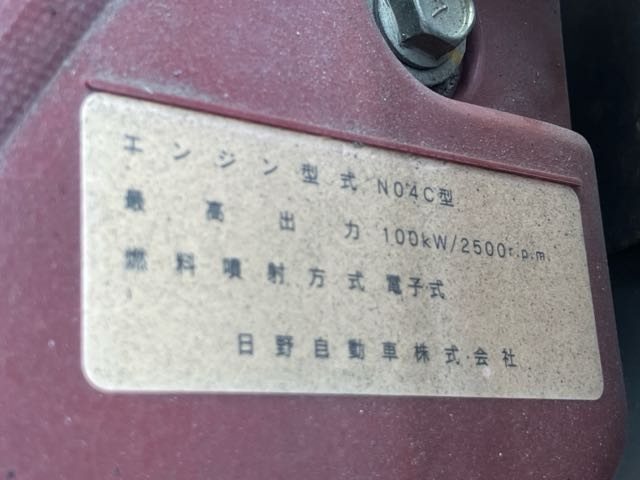 エンジン型式 N04C型
最高出力 100kW/2500r.p.m.
燃料噴射方式 電子式
日野自動車株式会社